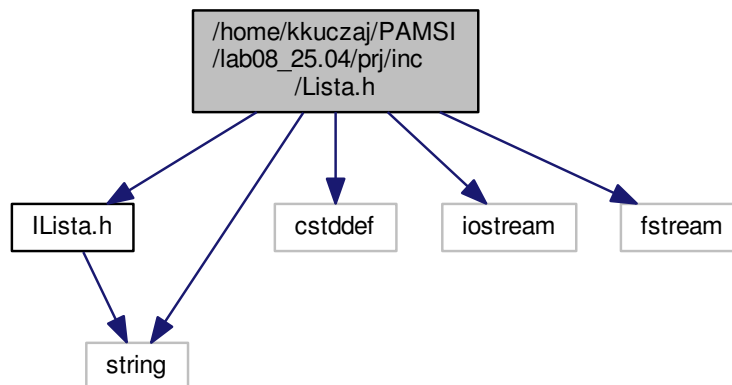 /home/kkuczaj/PAMSI
/lab08_25.04/prj/inc
/Lista.h
ILista.h
cstddef
iostream
fstream
string